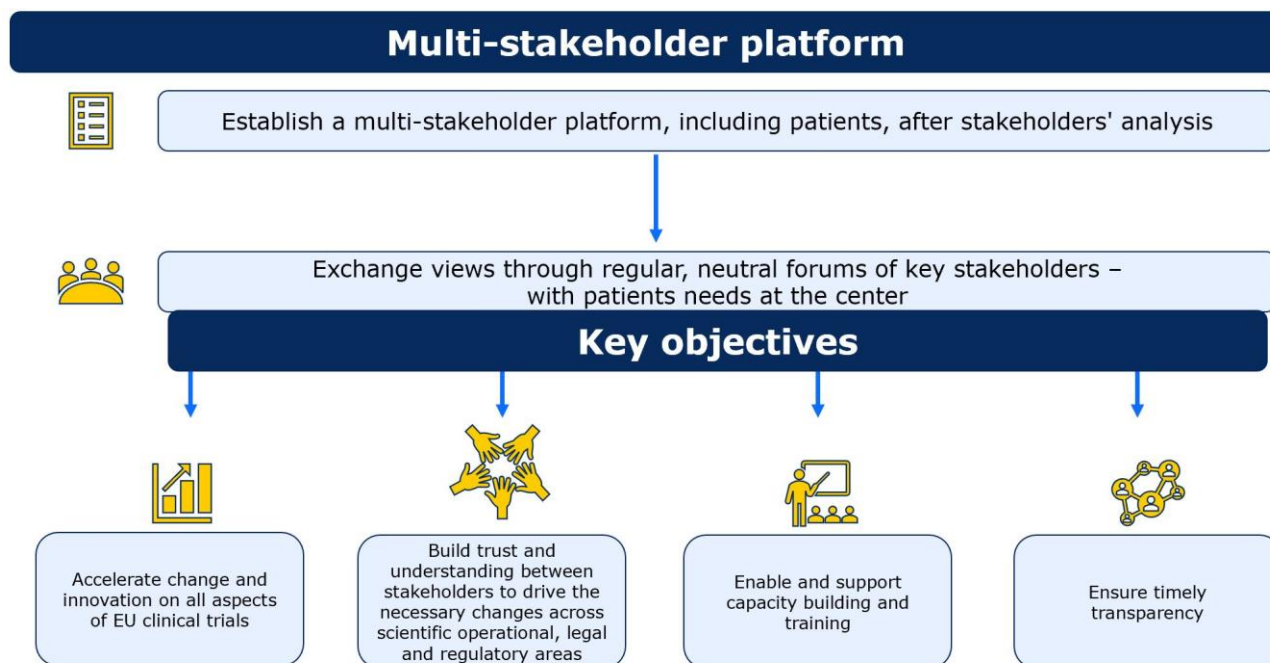 Multi-stakeholder platform
Establish a multi-stakeholder platform, including patients, after stakeholders' analysis
Exchange views through regular, neutral forums of key stakeholders –
with patients needs at the center
Key objectives
Accelerate change and
innovation on all aspects
of EU clinical trials
Build trust and
understanding between
stakeholders to drive the
necessary changes across
scientific operational, legal
and regulatory areas
Enable and support
capacity building and
training
Ensure timely
transparency